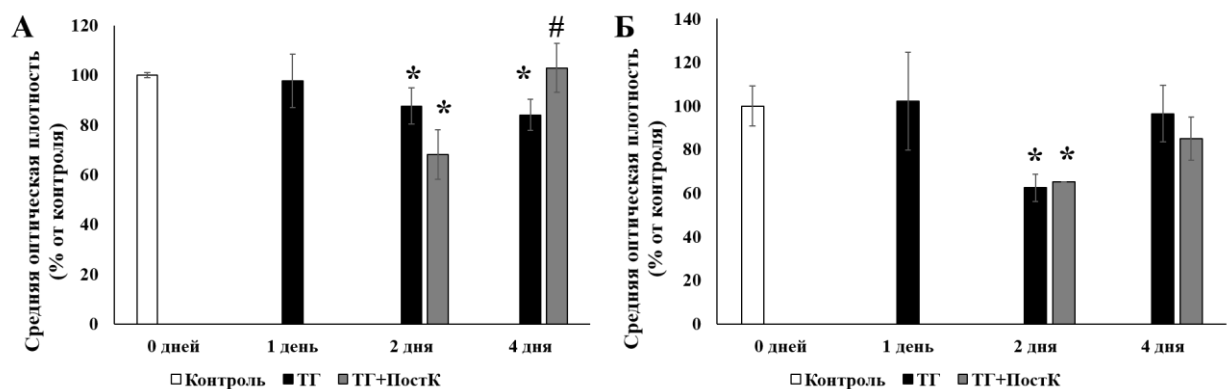 А
Средняя оптическая плотность
(% от контроля)
120
100
80
60
40
20
0
*
*
*
#
0 дней
1 день
2 дня
4 дня
Контроль
ТГ
ТГ+ПостК
Б
Средняя оптическая плотность
(% от контроля)
140
120
100
80
60
40
20
0
*
*
0 дней
1 день
2 дня
4 дня
Контроль
ТГ
ТГ+ПостК